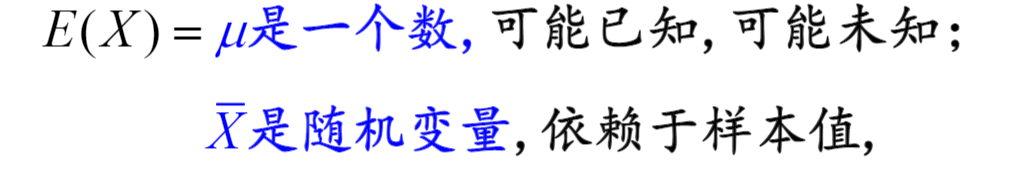 E(X) = μ是一个数, 可能已知, 可能未知;
X̅是随机变量, 依赖于样本值,